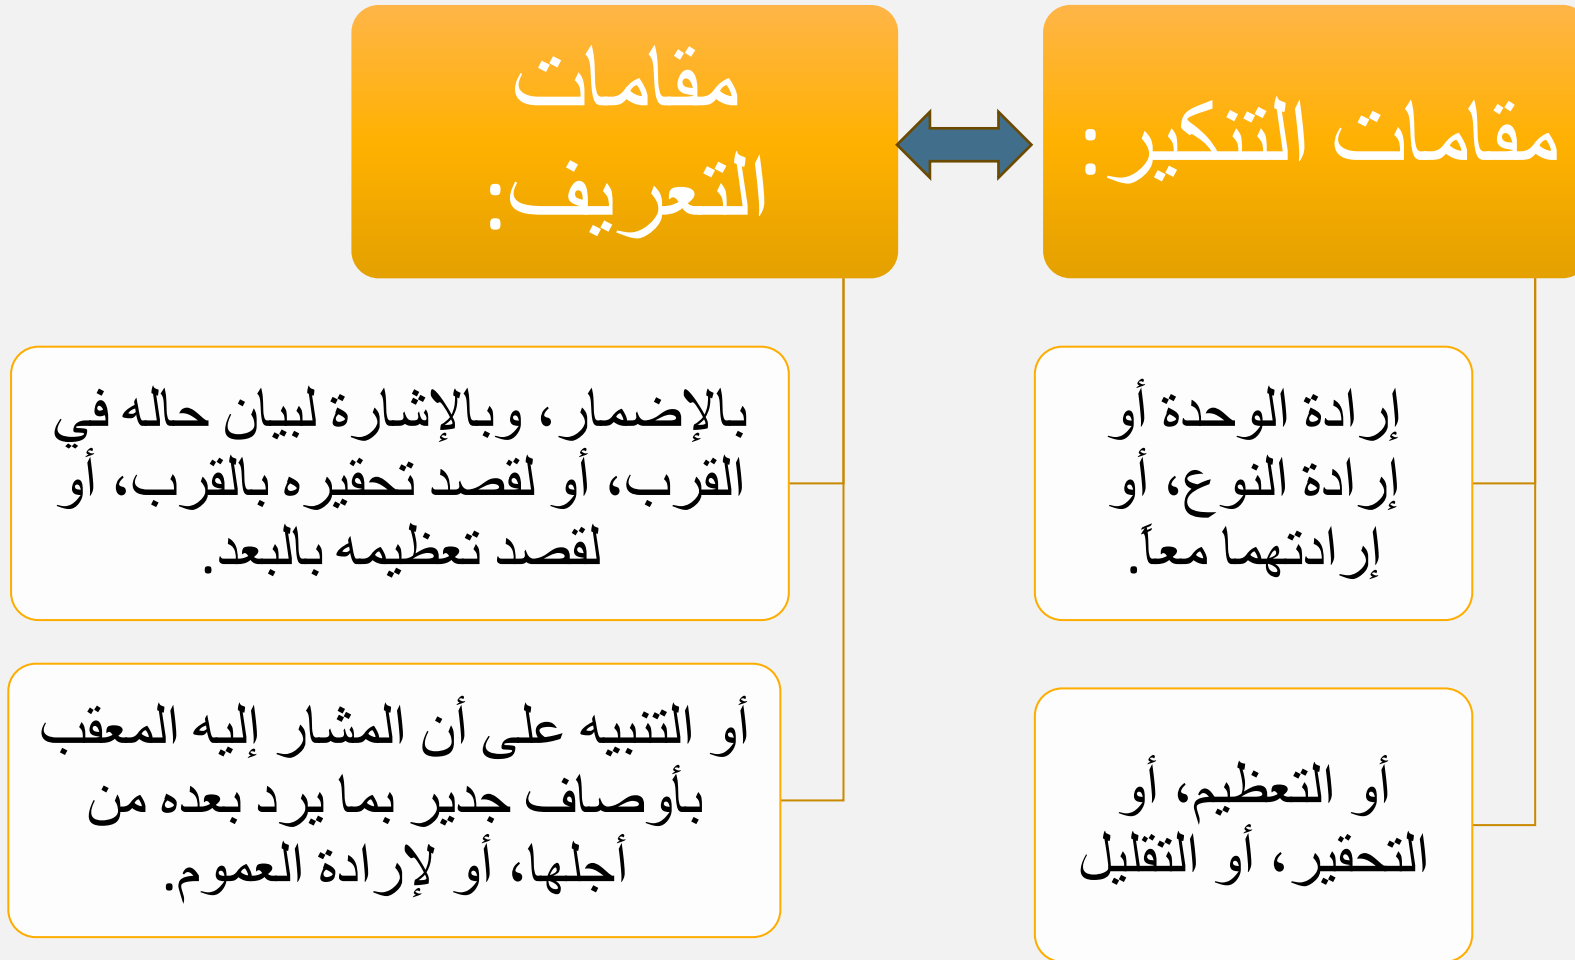 مقامات التنكير:
إرادة الوحدة أو
إرادة النوع، أو
إرادتهما معاً.
أو التعظيم، أو
التحقير، أو التقليل
مقامات
التعريف:
بالإضمار، وبالإشارة لبيان حاله في
القرب، أو لقصد تحقيره بالقرب، أو
لقصد تعظيمه بالبعد.
أو التنبيه على أن المشار إليه المعقب
بأوصاف جدير بما يرد بعده من
أجلها، أو لإرادة العموم.